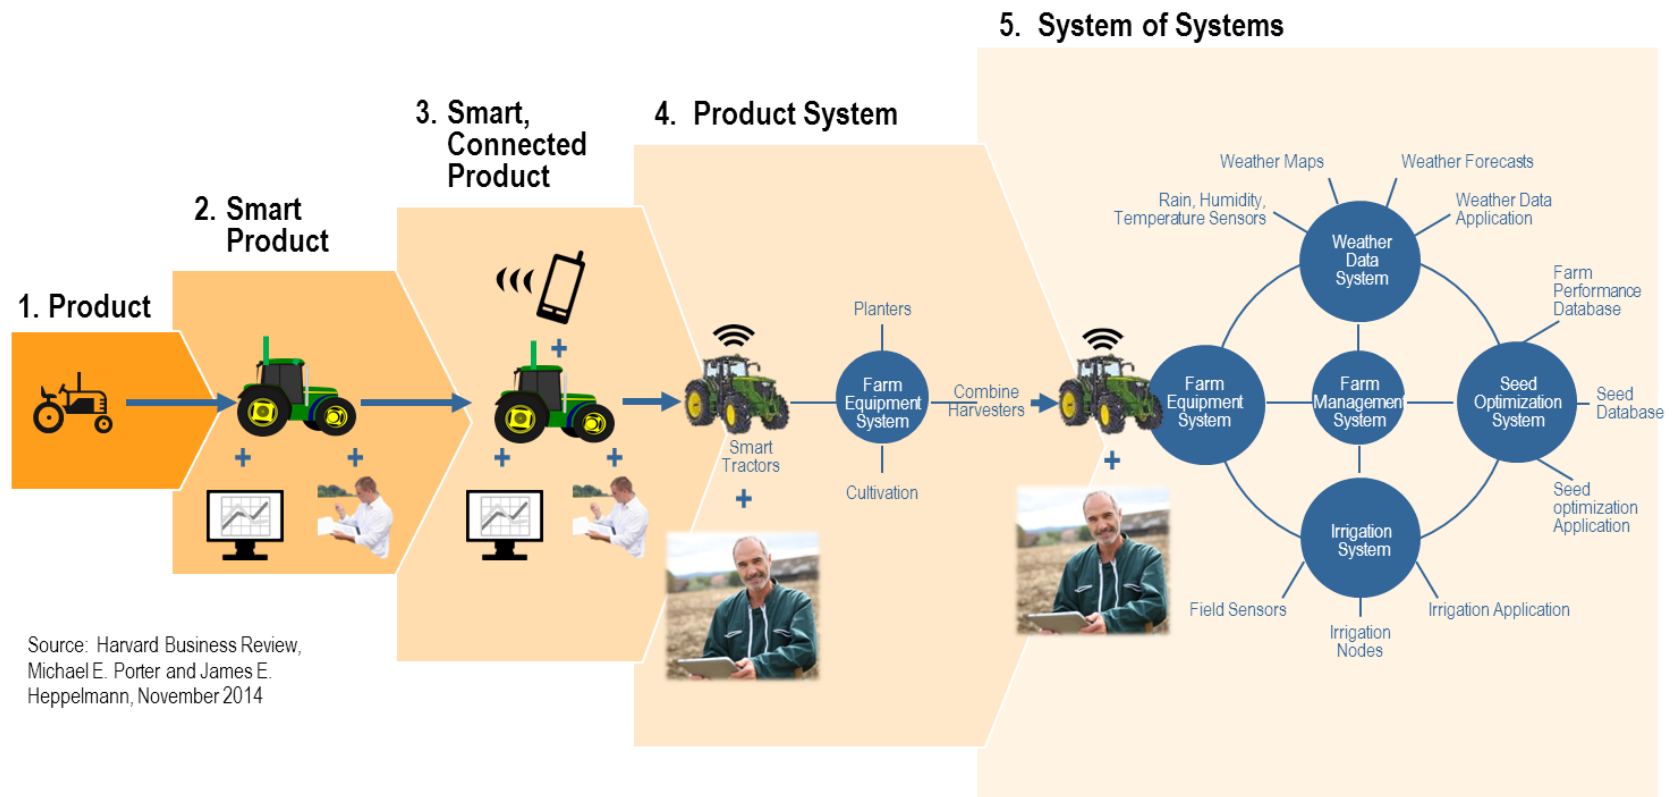 1. Product
2. Smart
Product
3. Smart,
Connected
Product
4. Product System
5. System of Systems
Planters
Farm
Equipment
System
Combine
Harvesters
Smart
Tractors
Cultivation
Weather Maps
Weather Forecasts
Rain, Humidity,
Temperature Sensors
Weather Data
Application
Weather
Data
System
Farm
Performance
Database
Farm
Equipment
System
Farm
Management
System
Seed
Optimization
System
Seed
Database
Seed
optimization
Application
Irrigation
System
Field Sensors
Irrigation
Nodes
Irrigation Application
Source: Harvard Business Review,
Michael E. Porter and James E.
Heppelmann, November 2014